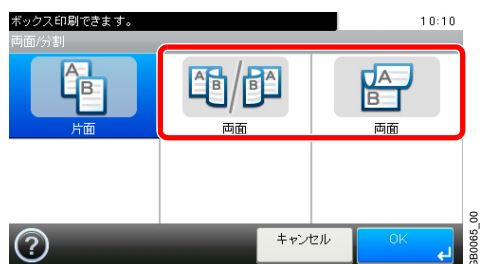 ボックス印刷できます。
10:10
両面/分割
A
B
片面
A B / B A
両面
A
B
両面
?
キャンセル
OK
GB0065_00